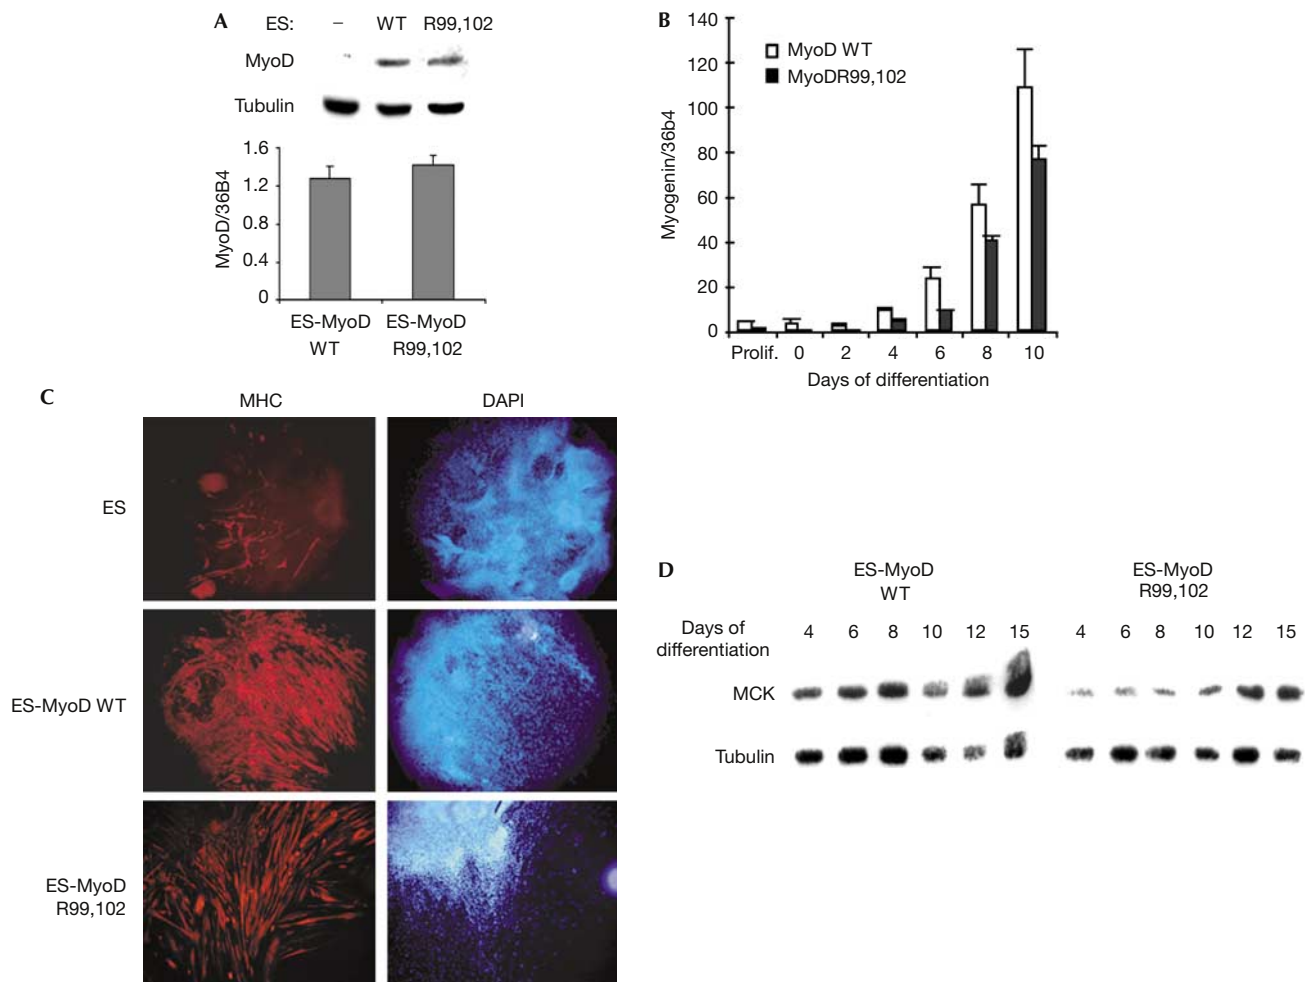 A
ES: – WT R99,102
MyoD
Tubulin
MyoD/36B4
1.6
1.2
0.8
0.4
0
ES-MyoD WT
ES-MyoD R99,102
B
Myogenin/36b4
140
120
100
80
60
40
20
0
MyoD WT
MyoDR99,102
Prolif. 0 2 4 6 8 10
Days of differentiation
C
MHC DAPI
ES
ES-MyoD WT
ES-MyoD
R99,102
D
ES-MyoD
WT
ES-MyoD
R99,102
Days of
differentiation
4 6 8 10 12 15 4 6 8 10 12 15
MCK
Tubulin